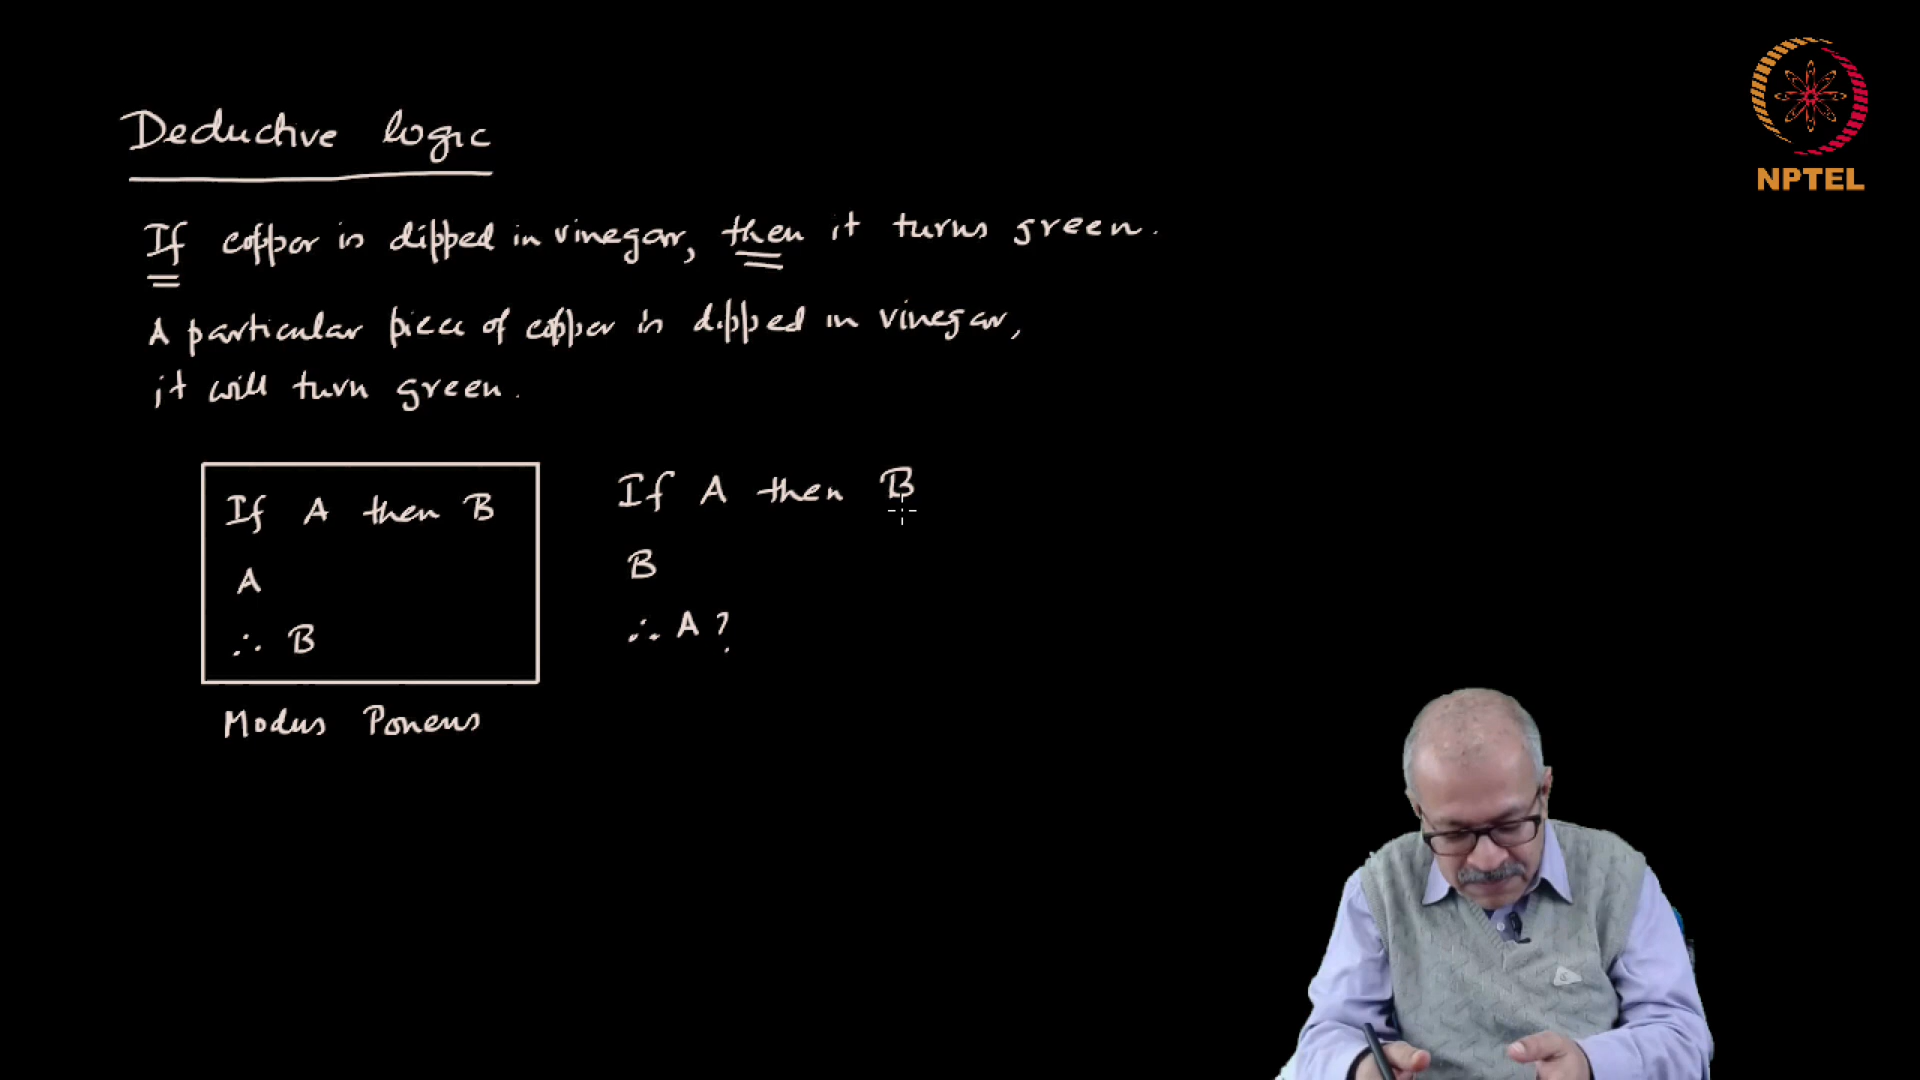 Deductive logic
If copper is dipped in vinegar, then it turns green.
A particular piece of copper is dipped in vinegar,
it will turn green.
If A then B
A
∴ B
Modus Ponens
If A then B
B
∴ A ?
NPTEL